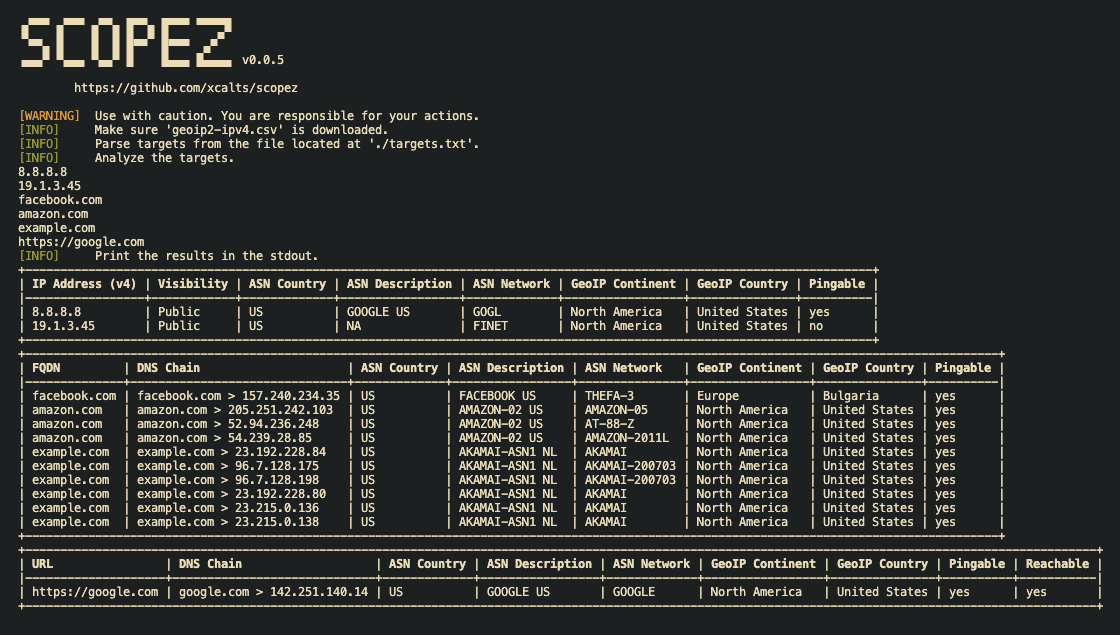 SCOPEZ v0.0.5
https://github.com/xcalts/scopez
[WARNING] Use with caution. You are responsible for your actions.
[INFO] Make sure 'geoip2-ipv4.csv' is downloaded.
[INFO] Parse targets from the file located at './targets.txt'.
[INFO] Analyze the targets.
8.8.8.8
19.1.3.45
facebook.com
amazon.com
example.com
https://google.com
[INFO] Print the results in the stdout.
| IP Address (v4) | Visibility | ASN Country | ASN Description | ASN Network | GeoIP Continent | GeoIP Country | Pingable |
| 8.8.8.8 | Public | US | GOOGLE US | GOGL | North America | United States | yes |
| 19.1.3.45 | Public | US | NA | FINET | North America | United States | no |
| FQDN | DNS Chain | ASN Country | ASN Description | ASN Network | GeoIP Continent | GeoIP Country | Pingable |
| facebook.com | facebook.com > 157.240.234.35 | US | FACEBOOK US | THEFA-3 | Europe | Bulgaria | yes |
| amazon.com | amazon.com > 205.251.242.103 | US | AMAZON-02 US | AMAZON-05 | North America | United States | yes |
| amazon.com | amazon.com > 52.94.236.248 | US | AMAZON-02 US | AT-88-Z | North America | United States | yes |
| amazon.com | amazon.com > 54.239.28.85 | US | AMAZON-02 US | AMAZON-2011L | North America | United States | yes |
| example.com | example.com > 23.192.228.84 | US | AKAMAI-ASN1 NL | AKAMAI | North America | United States | yes |
| example.com | example.com > 96.7.128.175 | US | AKAMAI-ASN1 NL | AKAMAI-200703 | North America | United States | yes |
| example.com | example.com > 96.7.128.198 | US | AKAMAI-ASN1 NL | AKAMAI-200703 | North America | United States | yes |
| example.com | example.com > 23.192.228.80 | US | AKAMAI-ASN1 NL | AKAMAI | North America | United States | yes |
| example.com | example.com > 23.215.0.136 | US | AKAMAI-ASN1 NL | AKAMAI | North America | United States | yes |
| example.com | example.com > 23.215.0.138 | US | AKAMAI-ASN1 NL | AKAMAI | North America | United States | yes |
| URL | DNS Chain | ASN Country | ASN Description | ASN Network | GeoIP Continent | GeoIP Country | Pingable | Reachable |
| https://google.com | google.com > 142.251.140.14 | US | GOOGLE US | GOOGLE | North America | United States | yes | yes |